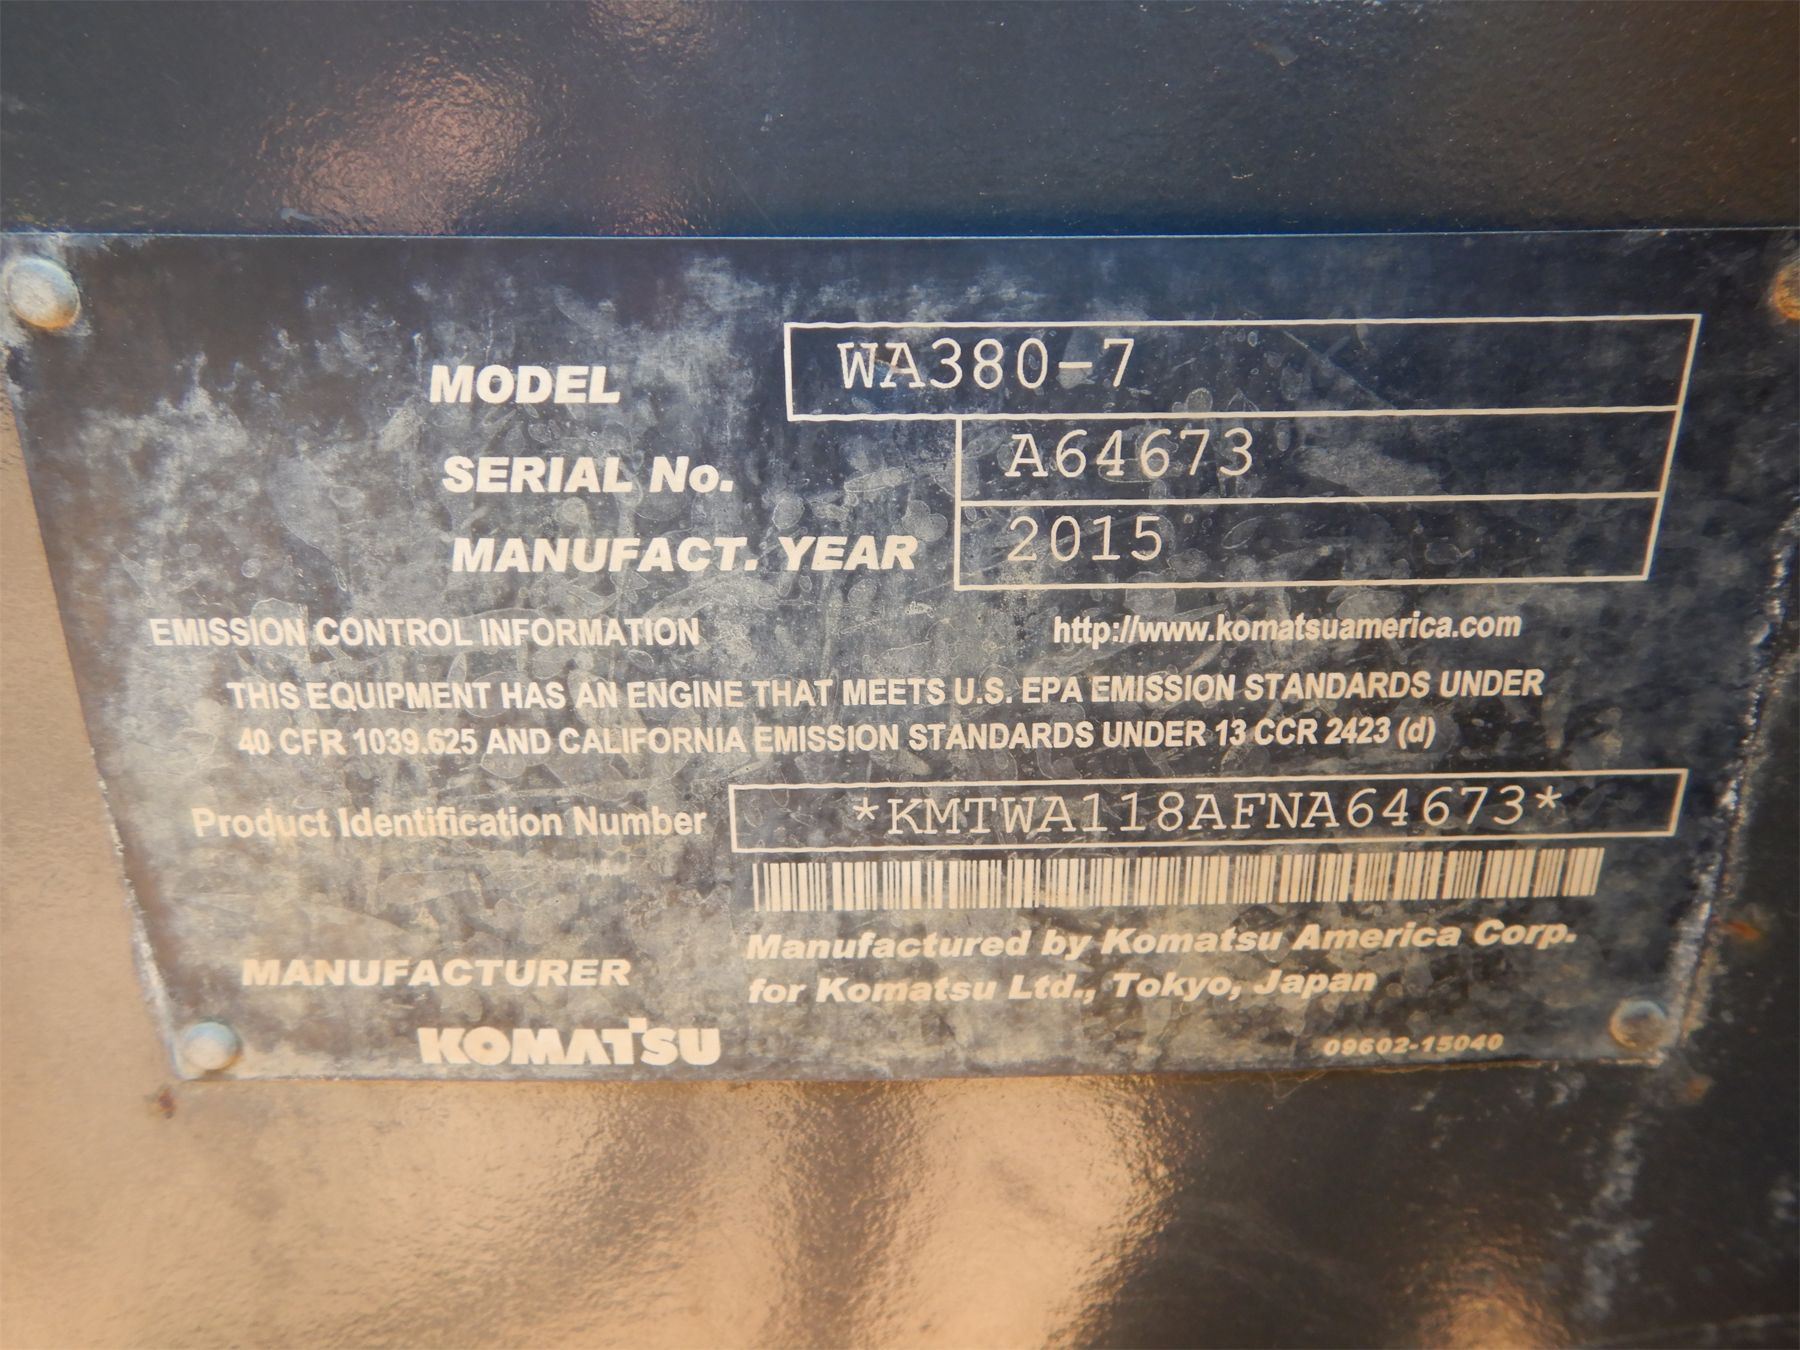 MODEL WA380-7
SERIAL No. A64673
MANUFACT. YEAR 2015
EMISSION CONTROL INFORMATION http://www.komatsuamerica.com
THIS EQUIPMENT HAS AN ENGINE THAT MEETS U.S. EPA EMISSION STANDARDS UNDER
40 CFR 1039.625 AND CALIFORNIA EMISSION STANDARDS UNDER 13 CCR 2423 (d)
Product Identification Number *KMTWA118AFNA64673*
MANUFACTURER Manufactured by Komatsu America Corp.
for Komatsu Ltd., Tokyo, Japan
KOMATSU 09602-15040